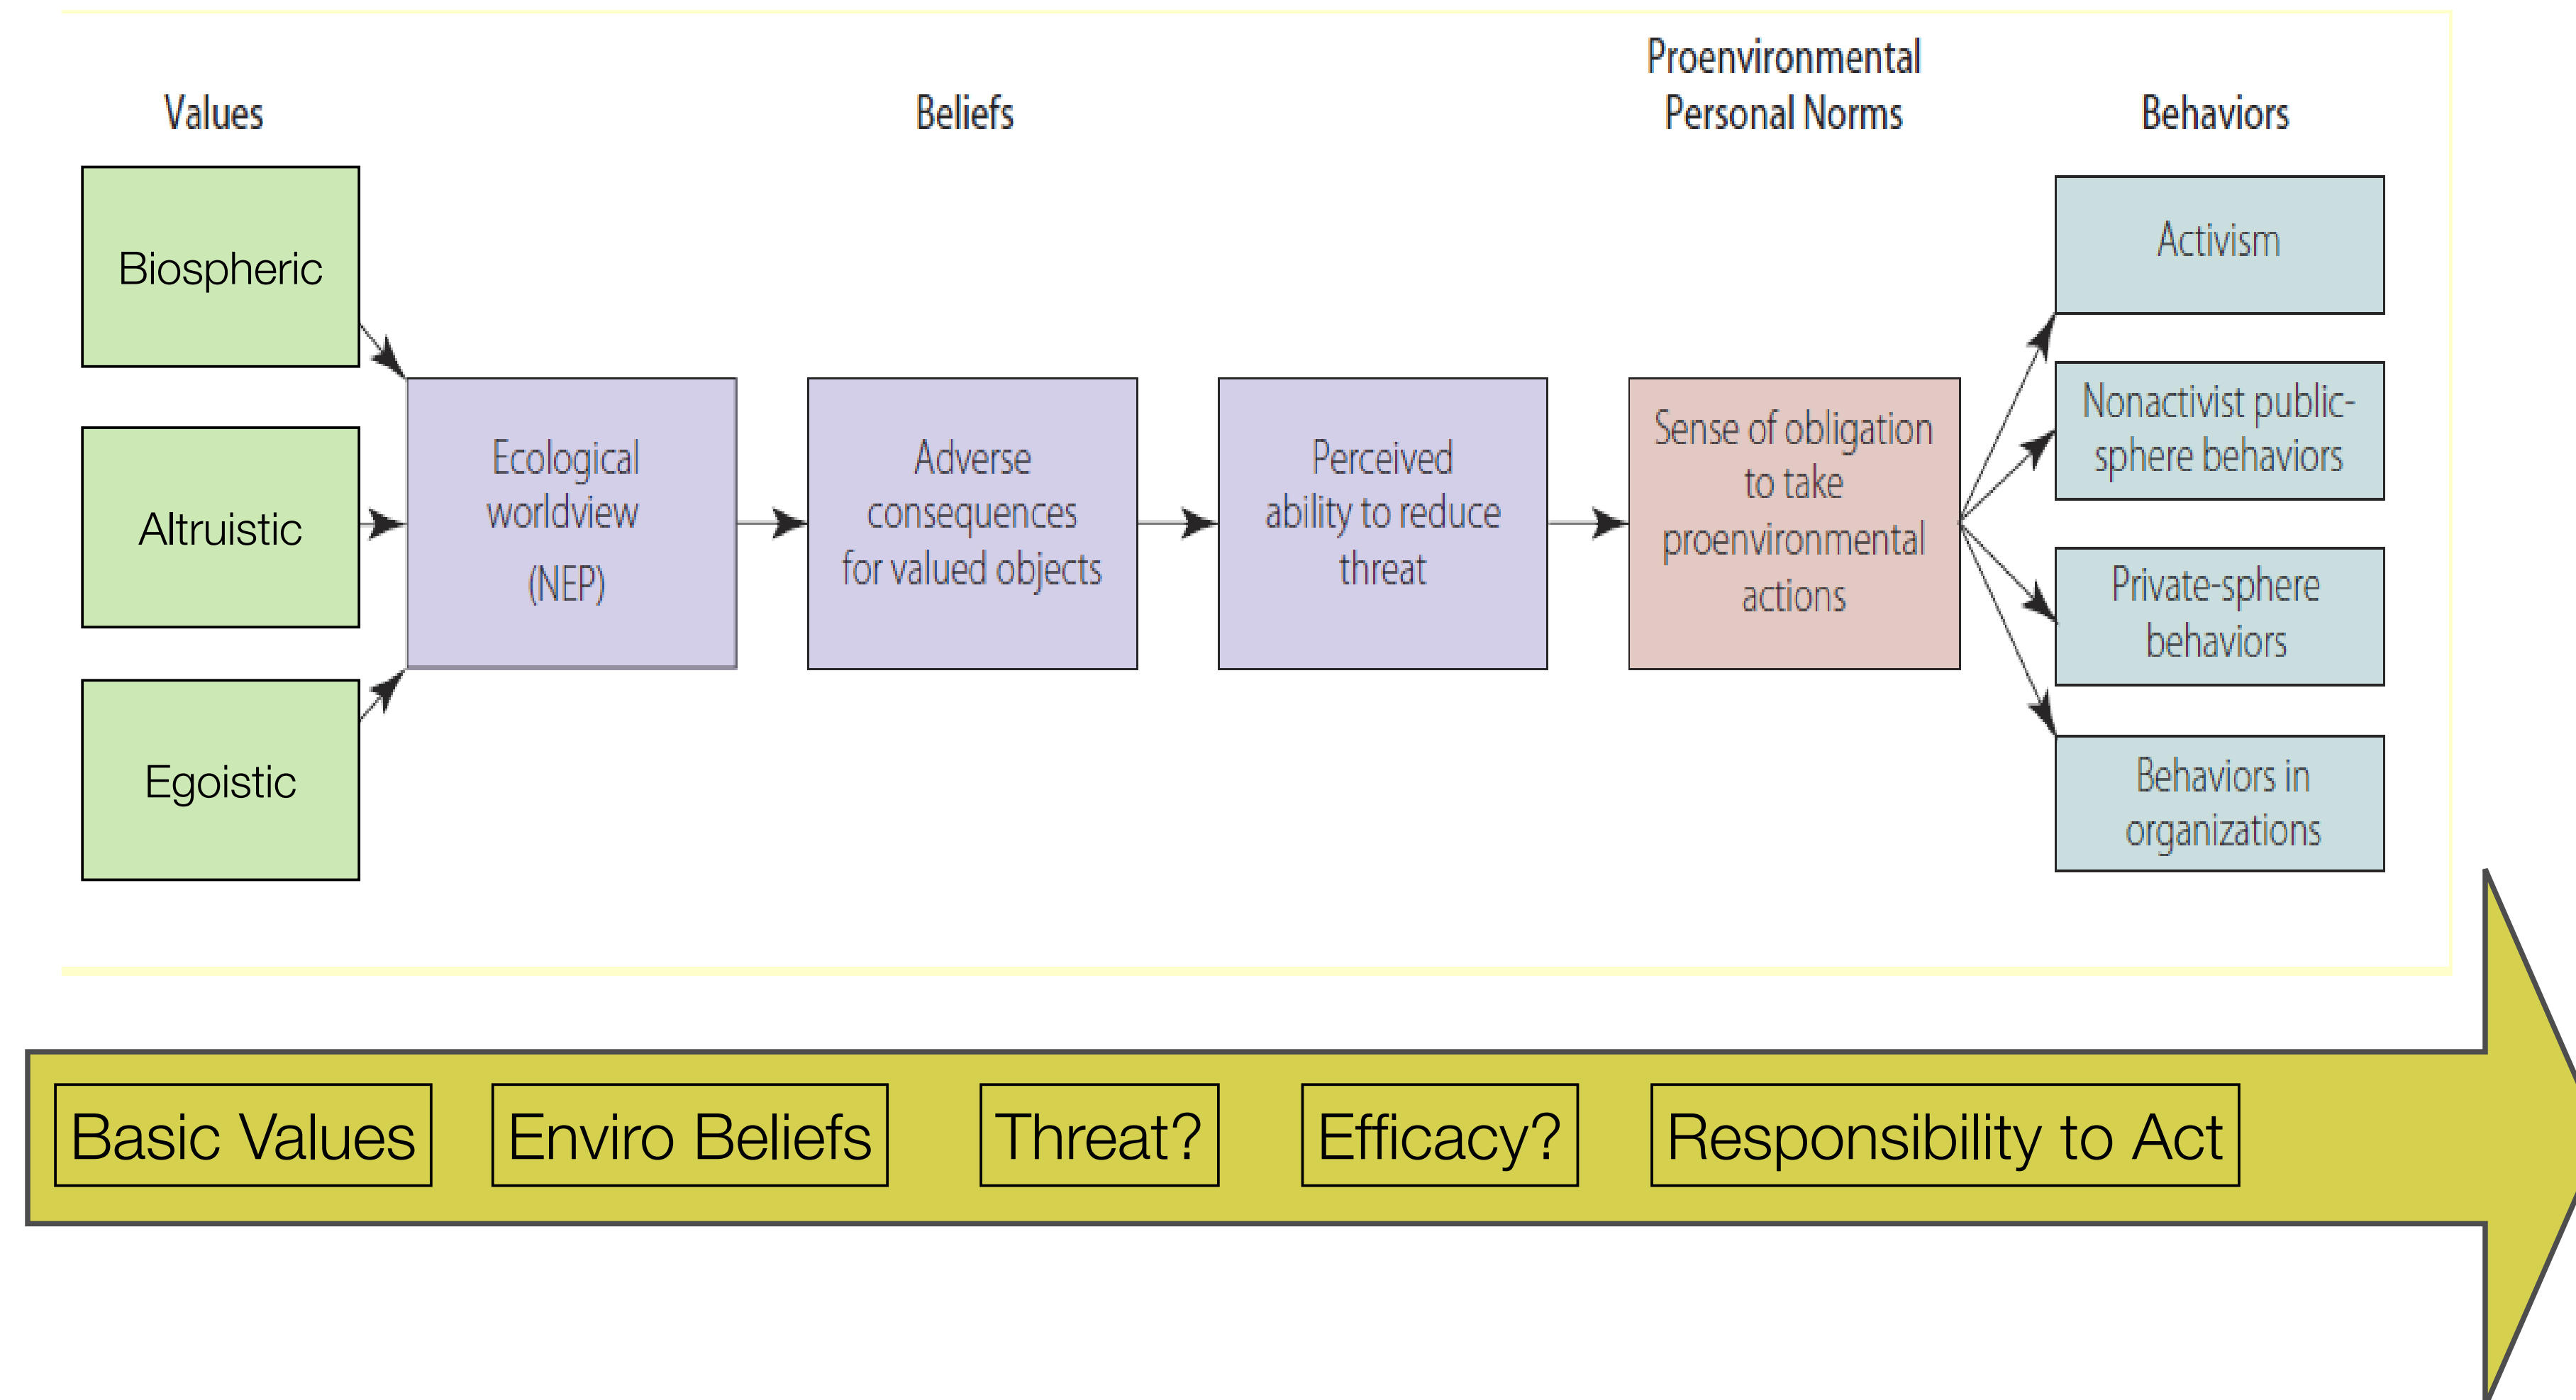 Values
Beliefs
Proenvironmental
Personal Norms
Behaviors
Biospheric
Altruistic
Egoistic
Ecological
worldview
(NEP)
Adverse
consequences
for valued objects
Perceived
ability to reduce
threat
Sense of obligation
to take
proenvironmental
actions
Activism
Nonactivist public-
sphere behaviors
Private-sphere
behaviors
Behaviors in
organizations
Basic Values
Enviro Beliefs
Threat?
Efficacy?
Responsibility to Act